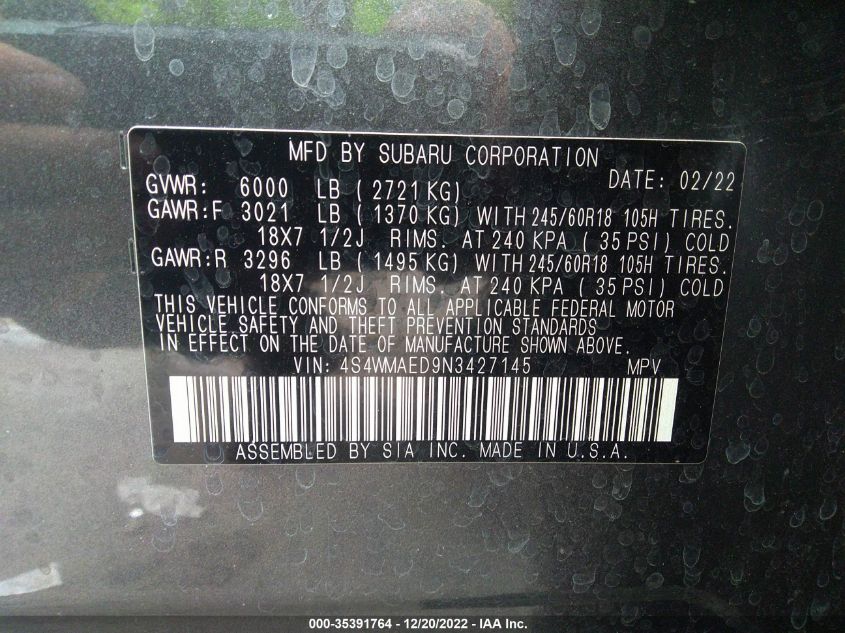 MFD BY SUBARU CORPORATION
DATE: 02/22
GVWR: 6000 LB ( 2721 KG)
GAWR:F 3021 LB ( 1370 KG) WITH 245/60R18 105H TIRES.
18X7 1/2J RIMS. AT 240 KPA ( 35 PSI) COLD
GAWR:R 3296 LB ( 1495 KG) WITH 245/60R18 105H TIRES.
18X7 1/2J RIMS. AT 240 KPA ( 35 PSI) COLD
THIS VEHICLE CONFORMS TO ALL APPLICABLE FEDERAL MOTOR
VEHICLE SAFETY AND THEFT PREVENTION STANDARDS
IN EFFECT ON THE DATE OF MANUFACTURE SHOWN ABOVE.
VIN: 4S4WMAED9N3427145 MPV
ASSEMBLED BY SIA INC. MADE IN U.S.A.
000-35391764 - 12/20/2022 - IAA Inc.